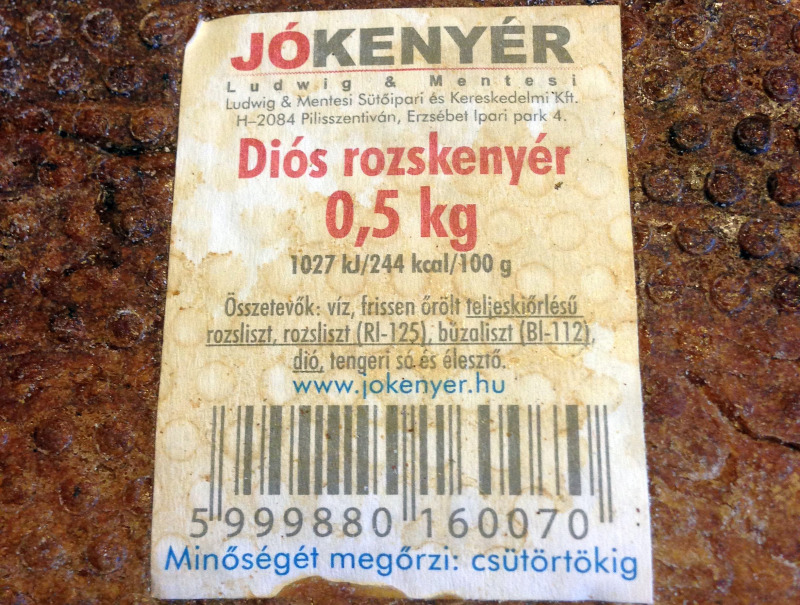 JÓKENYÉR
Ludwig & Mentesi
Ludwig & Mentesi Sütőipari és Kereskedelmi Kft.
H–2084 Pilisszentiván, Erzsébet Ipari park 4.
Diós rozskenyér
0,5 kg
1027 kJ/244 kcal/100 g
Összetevők: víz, frissen őrölt teljeskiőrlésű
rozsliszt, rozsliszt (Rl-125), búzaliszt (Bl-112),
dió, tengeri só és élesztő.
www.jokenyer.hu
5 999880 160070
Minőségét megőrzi: csütörtökig